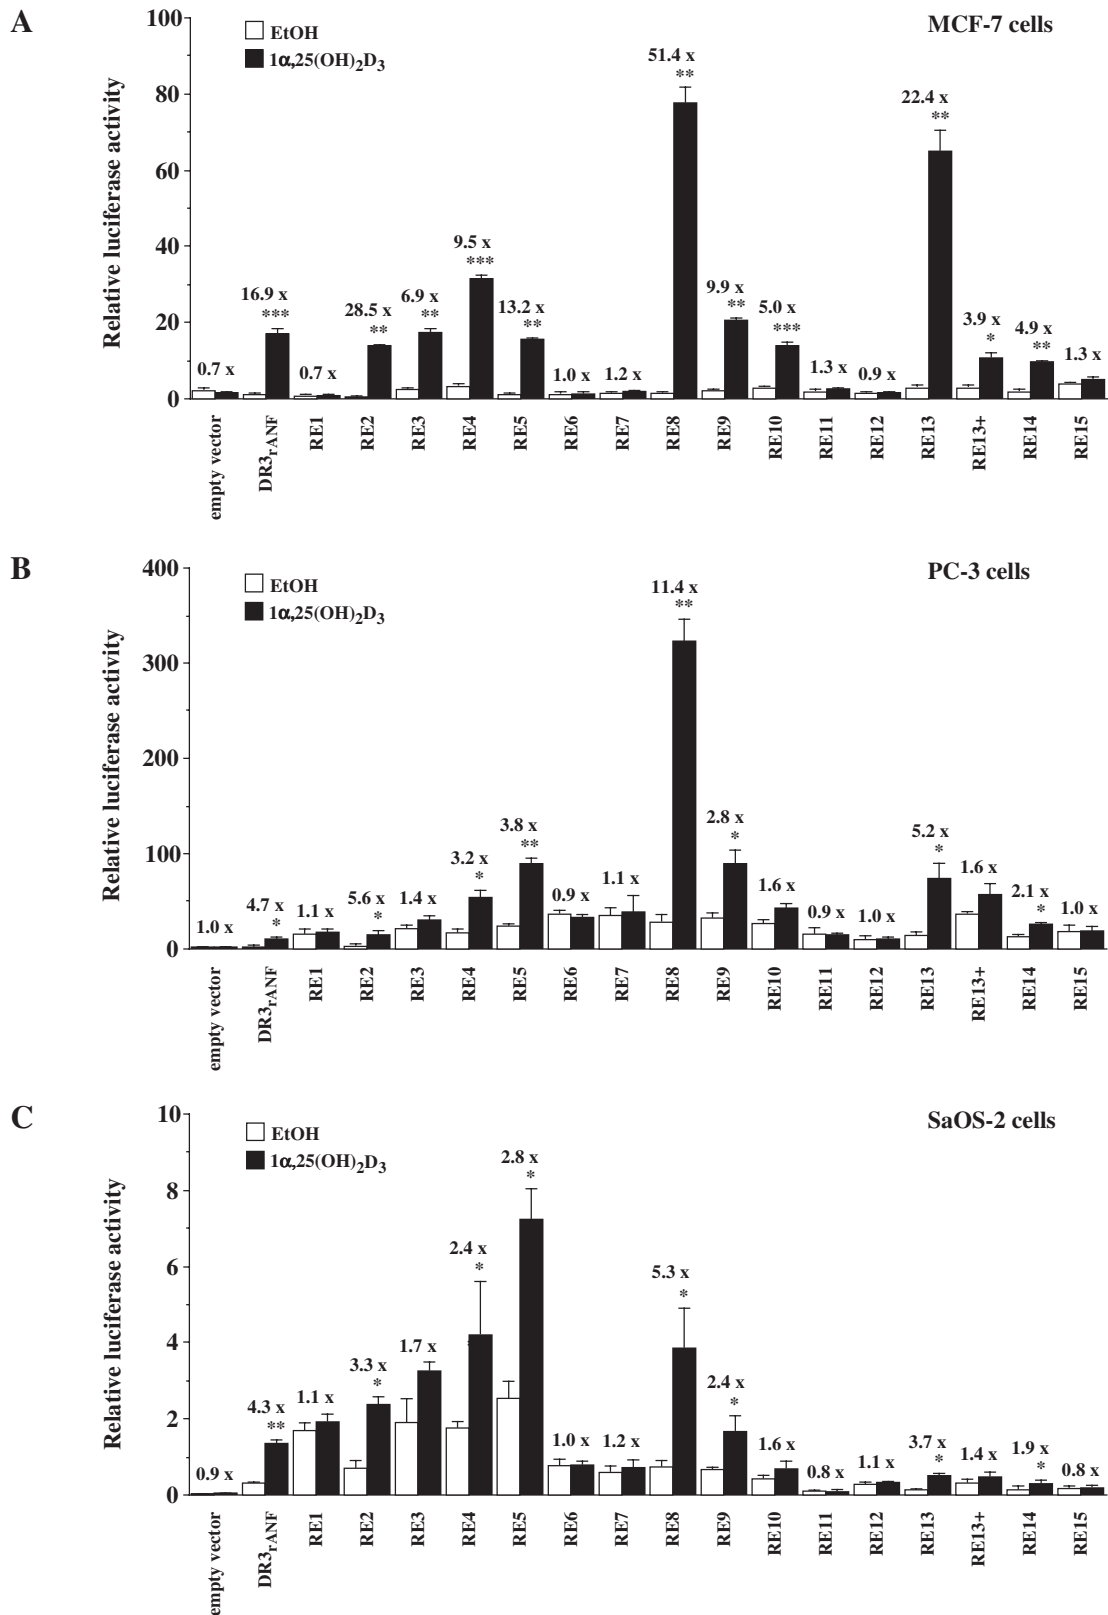 A
MCF-7 cells
EtOH
1α,25(OH)2D3
Relative luciferase activity
100
80
60
40
20
0
0.7 x
16.9 x
***
0.7 x
28.5 x
**
6.9 x
**
9.5 x
***
13.2 x
**
1.0 x
1.2 x
51.4 x
**
9.9 x
**
5.0 x
***
1.3 x
0.9 x
22.4 x
**
3.9 x
*
4.9 x
**
1.3 x
empty vector
DR3rANF
RE1
RE2
RE3
RE4
RE5
RE6
RE7
RE8
RE9
RE10
RE11
RE12
RE13
RE13+
RE14
RE15
B
PC-3 cells
EtOH
1α,25(OH)2D3
Relative luciferase activity
400
300
200
100
0
1.0 x
4.7 x
*
1.1 x
5.6 x
*
1.4 x
3.2 x
*
3.8 x
**
0.9 x
1.1 x
11.4 x
**
2.8 x
*
1.6 x
0.9 x
1.0 x
5.2 x
*
1.6 x
2.1 x
*
1.0 x
empty vector
DR3rANF
RE1
RE2
RE3
RE4
RE5
RE6
RE7
RE8
RE9
RE10
RE11
RE12
RE13
RE13+
RE14
RE15
C
SaOS-2 cells
EtOH
1α,25(OH)2D3
Relative luciferase activity
10
8
6
4
2
0
0.9 x
4.3 x
**
1.1 x
3.3 x
*
1.7 x
2.4 x
*
2.8 x
*
1.0 x
1.2 x
5.3 x
*
2.4 x
*
1.6 x
0.8 x
1.1 x
3.7 x
*
1.4 x
1.9 x
*
0.8 x
empty vector
DR3rANF
RE1
RE2
RE3
RE4
RE5
RE6
RE7
RE8
RE9
RE10
RE11
RE12
RE13
RE13+
RE14
RE15